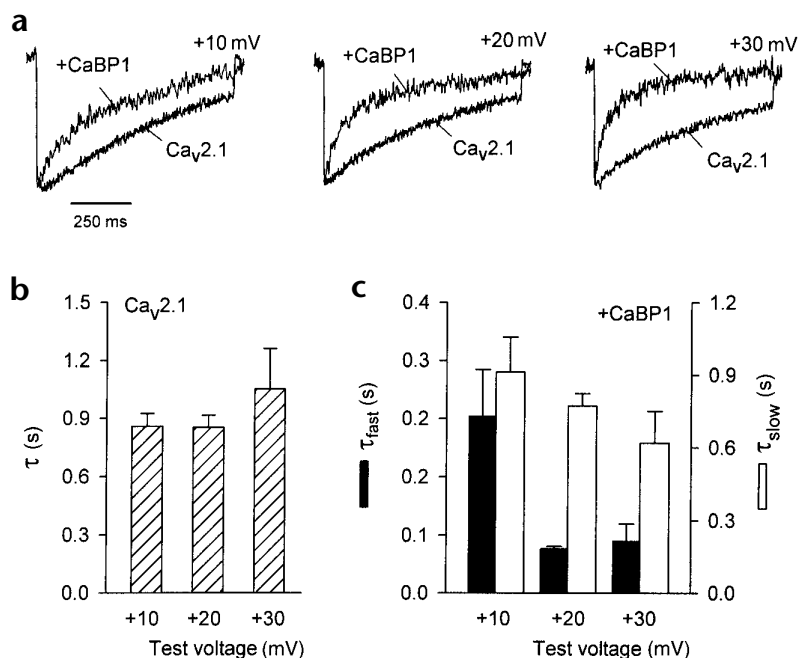 a
+10 mV
+CaBP1
Cav2.1
250 ms
+20 mV
+CaBP1
Cav2.1
+30 mV
+CaBP1
Cav2.1
b
Cav2.1
1.5
1.2
0.9
0.6
0.3
0.0
τ (s)
+10 +20 +30
Test voltage (mV)
c
+CaBP1
0.4
0.3
0.2
0.2
0.1
0.0
τfast (s)
1.2
0.9
0.6
0.3
0.0
τslow (s)
+10 +20 +30
Test voltage (mV)